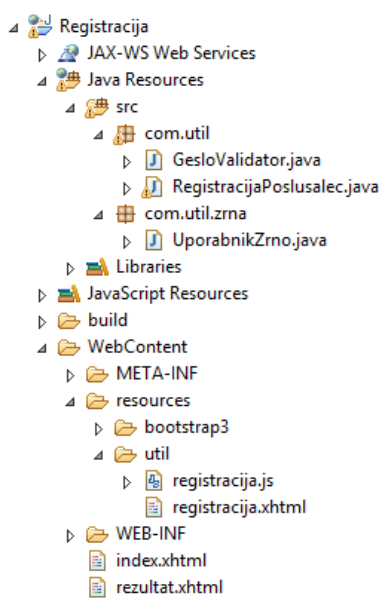 Registracija
JAX-WS Web Services
Java Resources
src
com.util
GesloValidator.java
RegistracijaPoslusalec.java
com.util.zrna
UporabnikZrno.java
Libraries
JavaScript Resources
build
WebContent
META-INF
resources
bootstrap3
util
registracija.js
registracija.xhtml
WEB-INF
index.xhtml
rezultat.xhtml